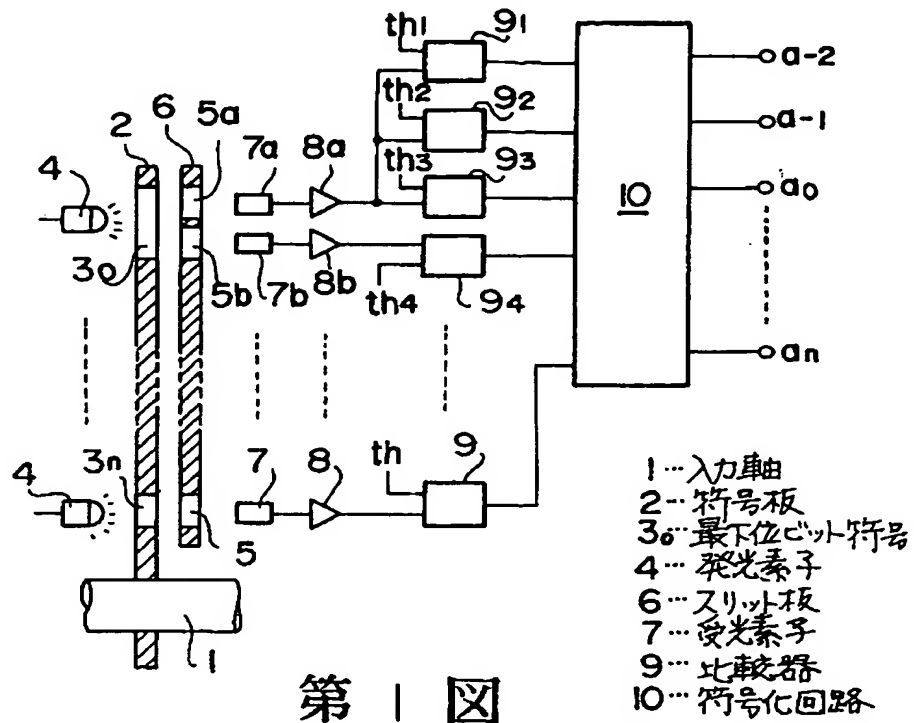 th1
9₁
th2
9₂
th3
9₃
th4
9₄
2
6
5a
4
7a
8a
3o
5b
7b
8b
10
a-2
a-1
a0
an
4
3n
5
7
8
th
9
1
1…入力軸
2…符号板
3o…最下位ビット符号
4…発光素子
6…スリット板
7…受光素子
9…比較器
10…符号化回路
第1図